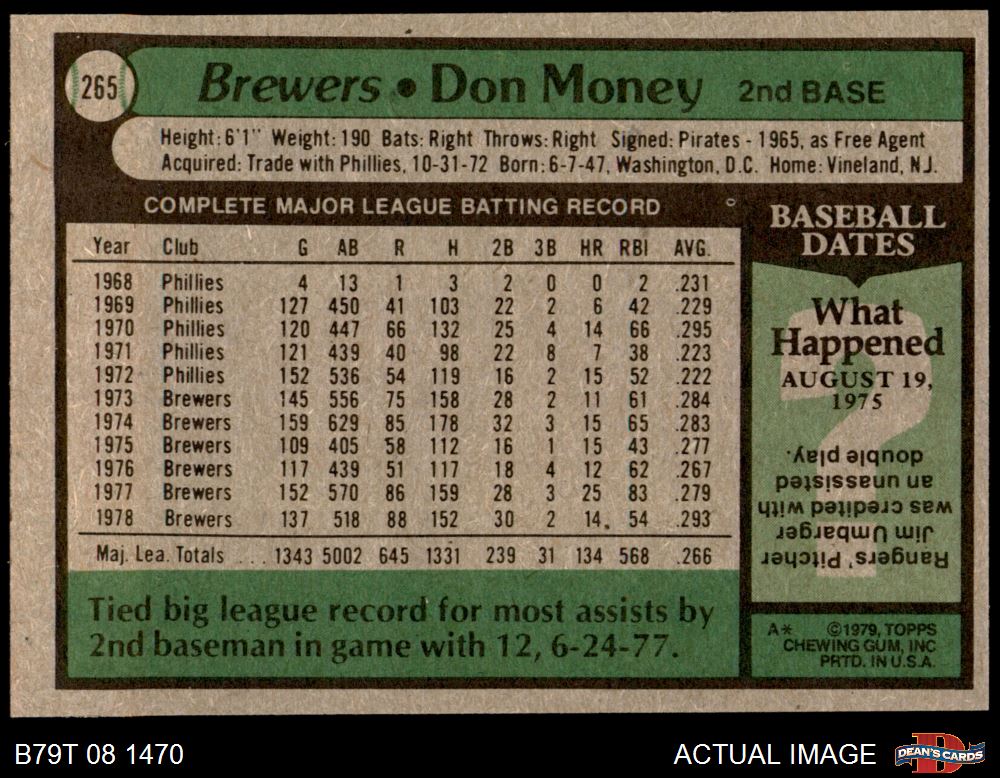 265 Brewers • Don Money 2nd BASE
Height: 6'1" Weight: 190 Bats: Right Throws: Right Signed: Pirates - 1965, as Free Agent
Acquired: Trade with Phillies, 10-31-72 Born: 6-7-47, Washington, D.C. Home: Vineland, N.J.
COMPLETE MAJOR LEAGUE BATTING RECORD
Year Club G AB R H 2B 3B HR RBI AVG.
1968 Phillies 4 13 1 3 2 0 0 2 .231
1969 Phillies 127 450 41 103 22 2 6 42 .229
1970 Phillies 120 447 66 132 25 4 14 66 .295
1971 Phillies 121 439 40 98 22 8 7 38 .223
1972 Phillies 152 536 54 119 16 2 15 52 .222
1973 Brewers 145 556 75 158 28 2 11 61 .284
1974 Brewers 159 629 85 178 32 3 15 65 .283
1975 Brewers 109 405 58 112 16 1 15 43 .277
1976 Brewers 117 439 51 117 18 4 12 62 .267
1977 Brewers 152 570 86 159 28 3 25 83 .279
1978 Brewers 137 518 88 152 30 2 14. 54 .293
Maj. Lea. Totals ... 1343 5002 645 1331 239 31 134 568 .266
Tied big league record for most assists by
2nd baseman in game with 12, 6-24-77.
BASEBALL
DATES
What
Happened
AUGUST 19,
1975
?
Rangers' Pitcher
Jim Umbarger
was credited with
an unassisted
double play.
A* ©1979, TOPPS
CHEWING GUM, INC
PRTD. IN U.S.A.
B79T 08 1470
ACTUAL IMAGE
DEAN'S CARDS